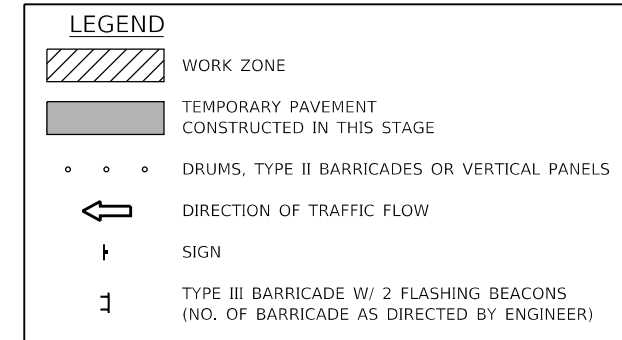 LEGEND
WORK ZONE
TEMPORARY PAVEMENT
CONSTRUCTED IN THIS STAGE
DRUMS, TYPE II BARRICADES OR VERTICAL PANELS
DIRECTION OF TRAFFIC FLOW
SIGN
TYPE III BARRICADE W/ 2 FLASHING BEACONS
(NO. OF BARRICADE AS DIRECTED BY ENGINEER)